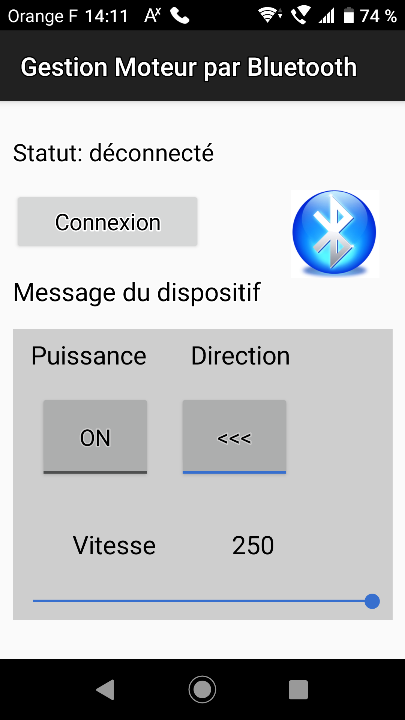 Orange F 14:11 74 %
Gestion Moteur par Bluetooth
Statut: déconnecté
Connexion
Message du dispositif
Puissance Direction
ON <<<
Vitesse 250